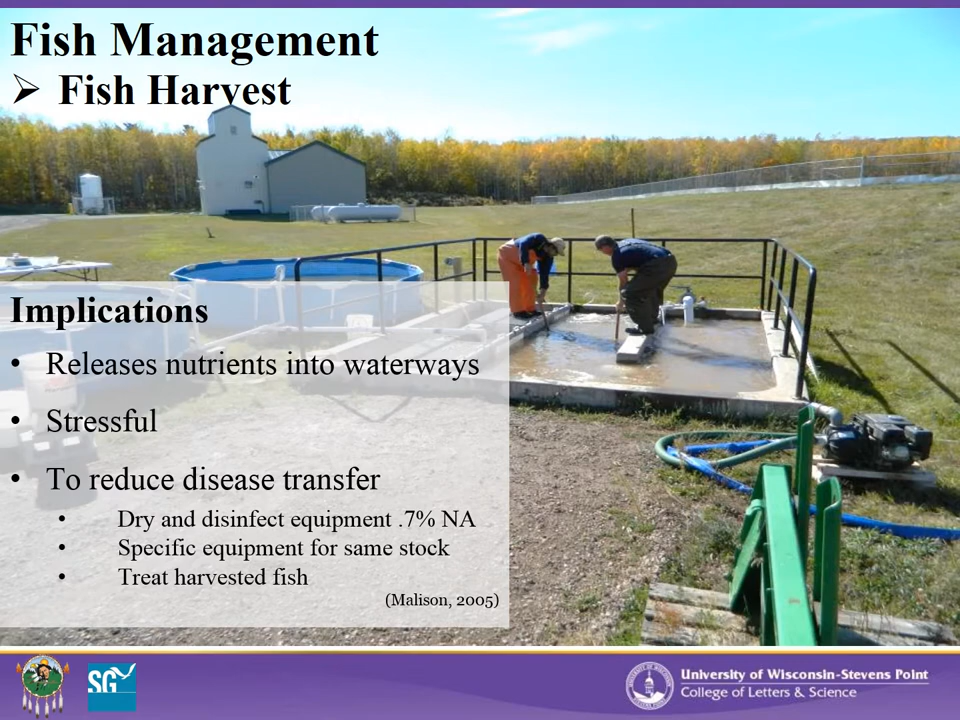 Fish Management
➢ Fish Harvest
Implications
• Releases nutrients into waterways
• Stressful
• To reduce disease transfer
• Dry and disinfect equipment .7% NA
• Specific equipment for same stock
• Treat harvested fish
(Malison, 2005)
SG
University of Wisconsin-Stevens Point
College of Letters & Science